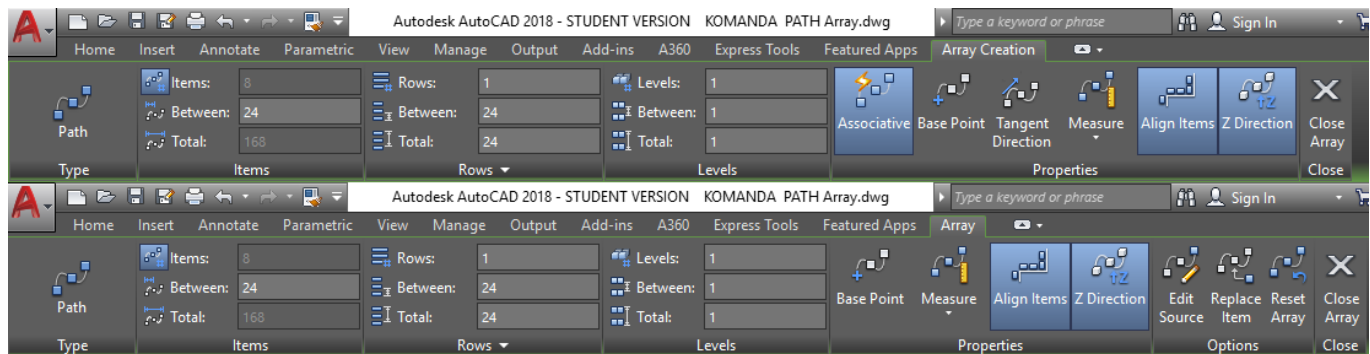 Autodesk AutoCAD 2018 - STUDENT VERSION KOMANDA PATH Array.dwg Type a keyword or phrase Sign In
Home Insert Annotate Parametric View Manage Output Add-ins A360 Express Tools Featured Apps Array Creation
Items: 8 Rows: 1 Levels: 1
Between: 24 Between: 24 Between: 1
Total: 168 Total: 24 Total: 1
Path
Associative Base Point Tangent Direction Measure Align Items Z Direction Close Array
Type Items Rows Levels Properties Close
Autodesk AutoCAD 2018 - STUDENT VERSION KOMANDA PATH Array.dwg Type a keyword or phrase Sign In
Home Insert Annotate Parametric View Manage Output Add-ins A360 Express Tools Featured Apps Array
Items: 8 Rows: 1 Levels: 1
Between: 24 Between: 24 Between: 1
Total: 168 Total: 24 Total: 1
Path
Base Point Measure Align Items Z Direction Edit Source Replace Item Reset Array Close Array
Type Items Rows Levels Properties Options Close